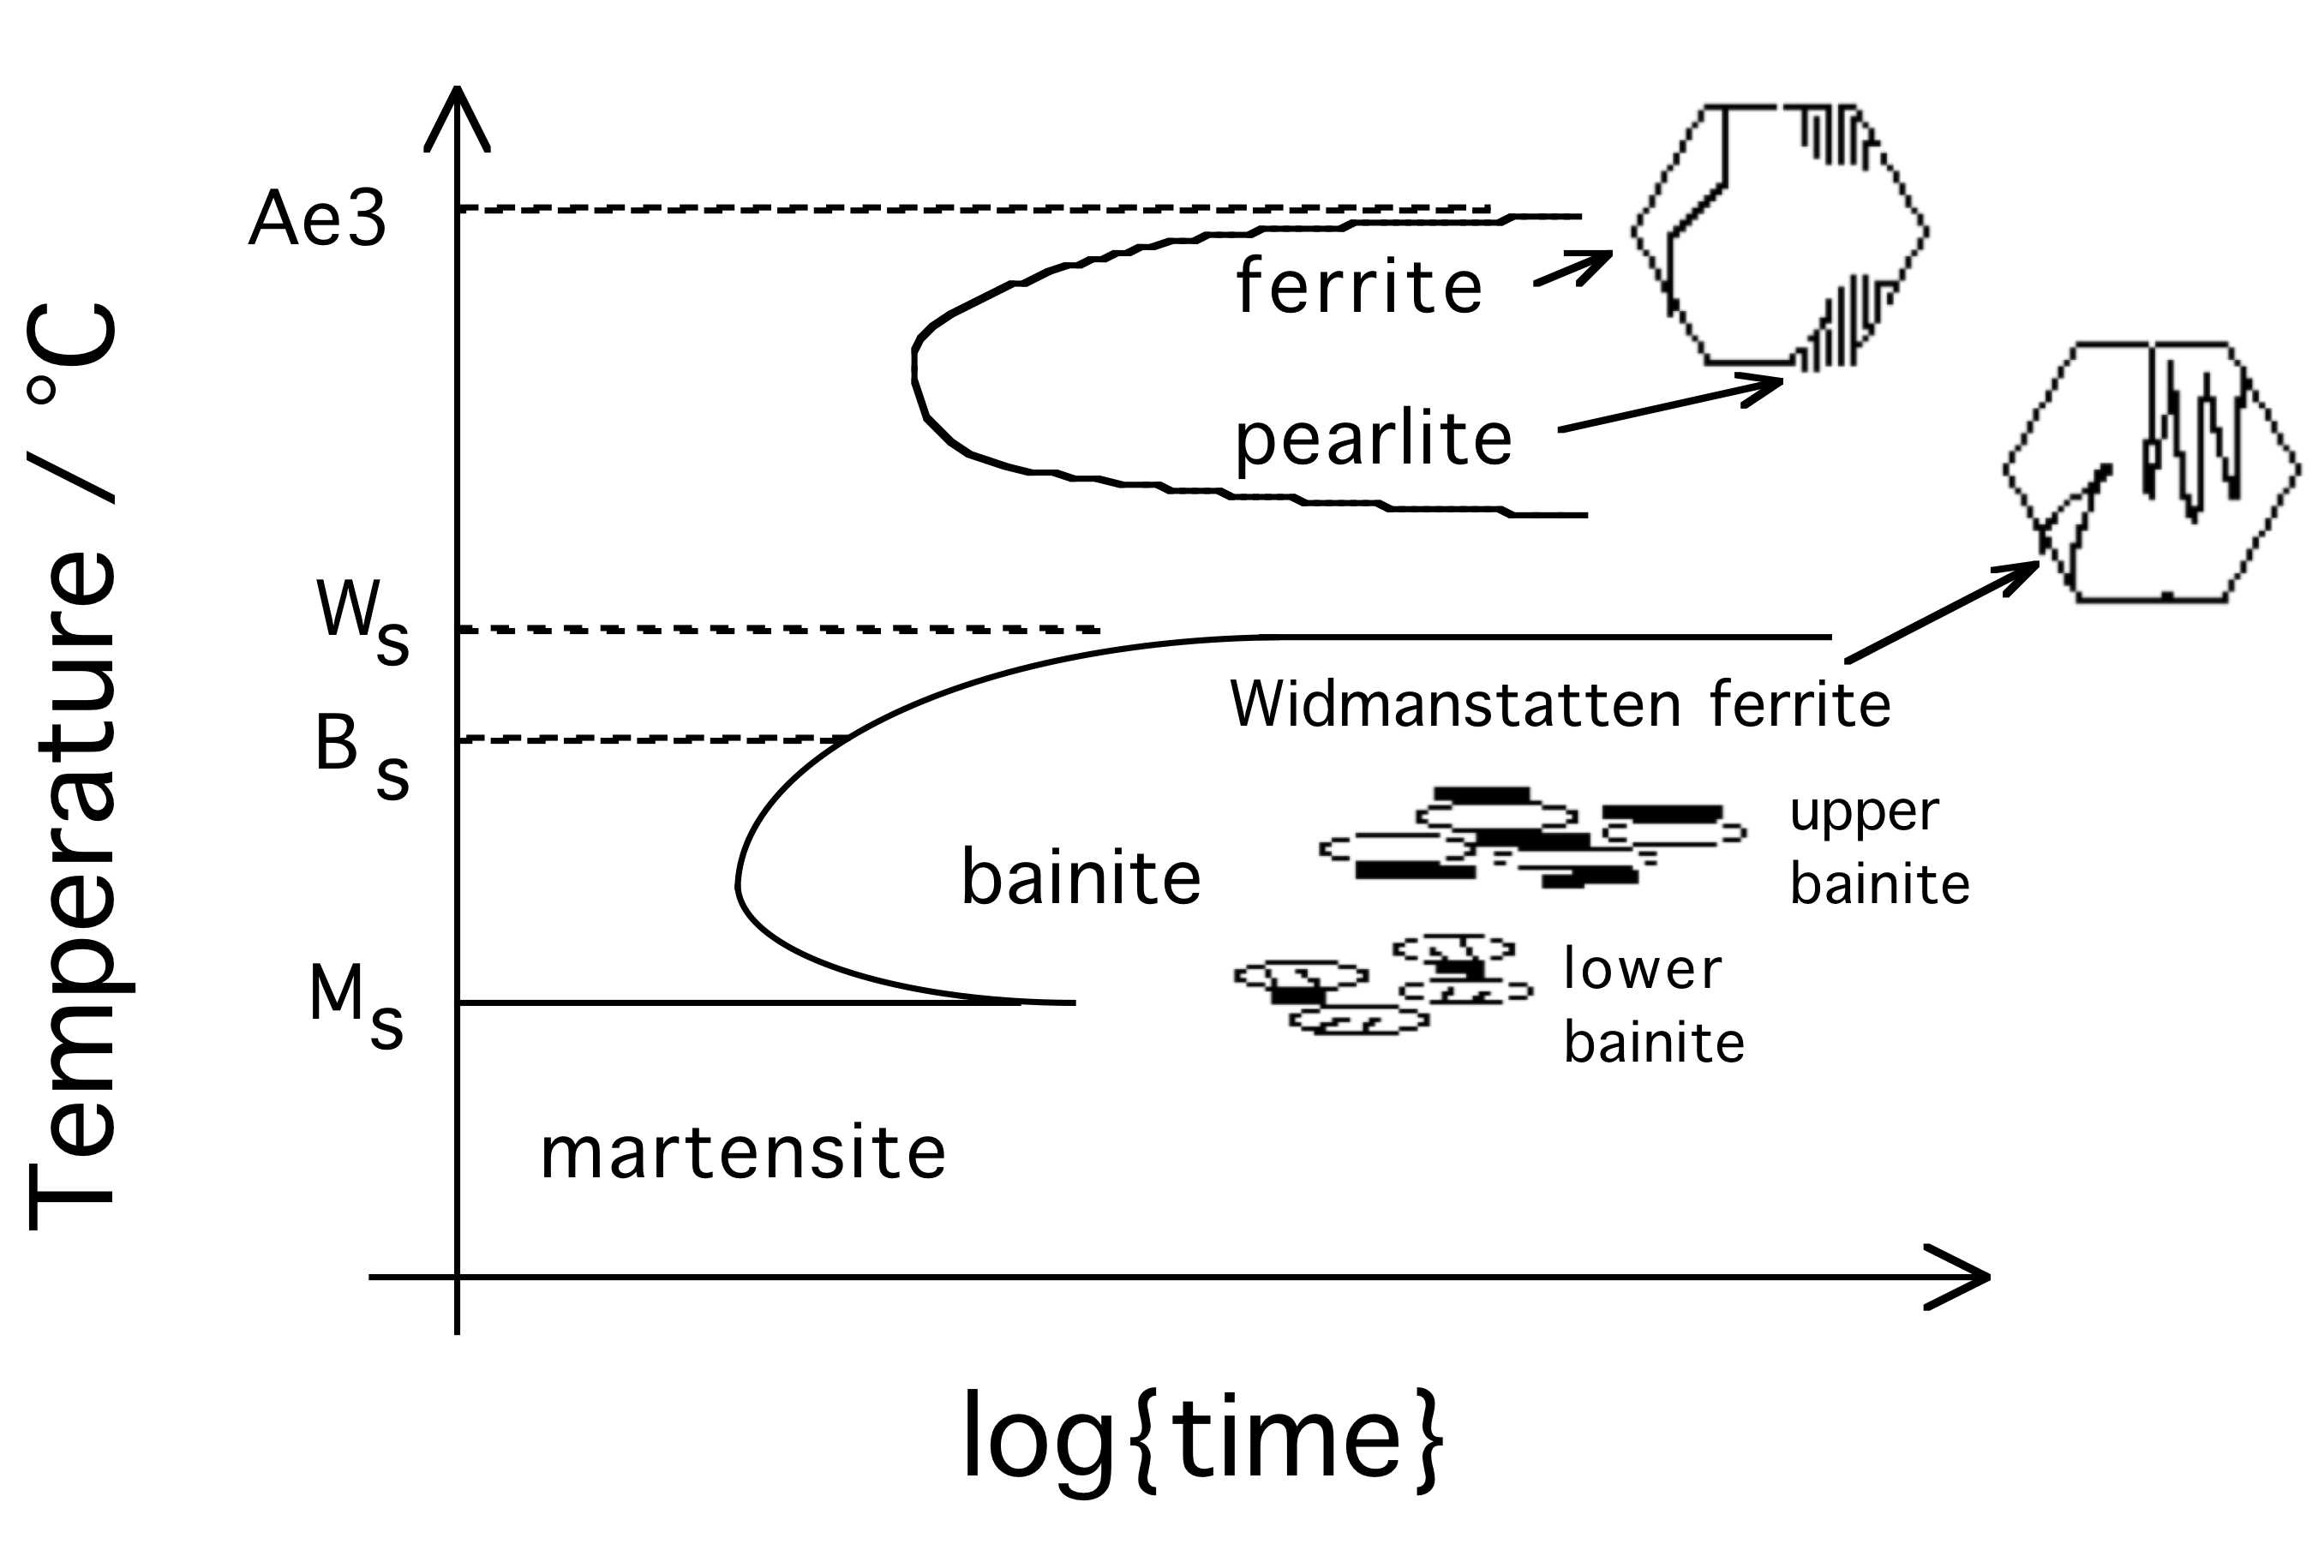 Temperature / °C
Ae3
ferrite
pearlite
Ws
Bs
Widmanstatten ferrite
upper
bainite
bainite
lower
bainite
Ms
martensite
log{time}